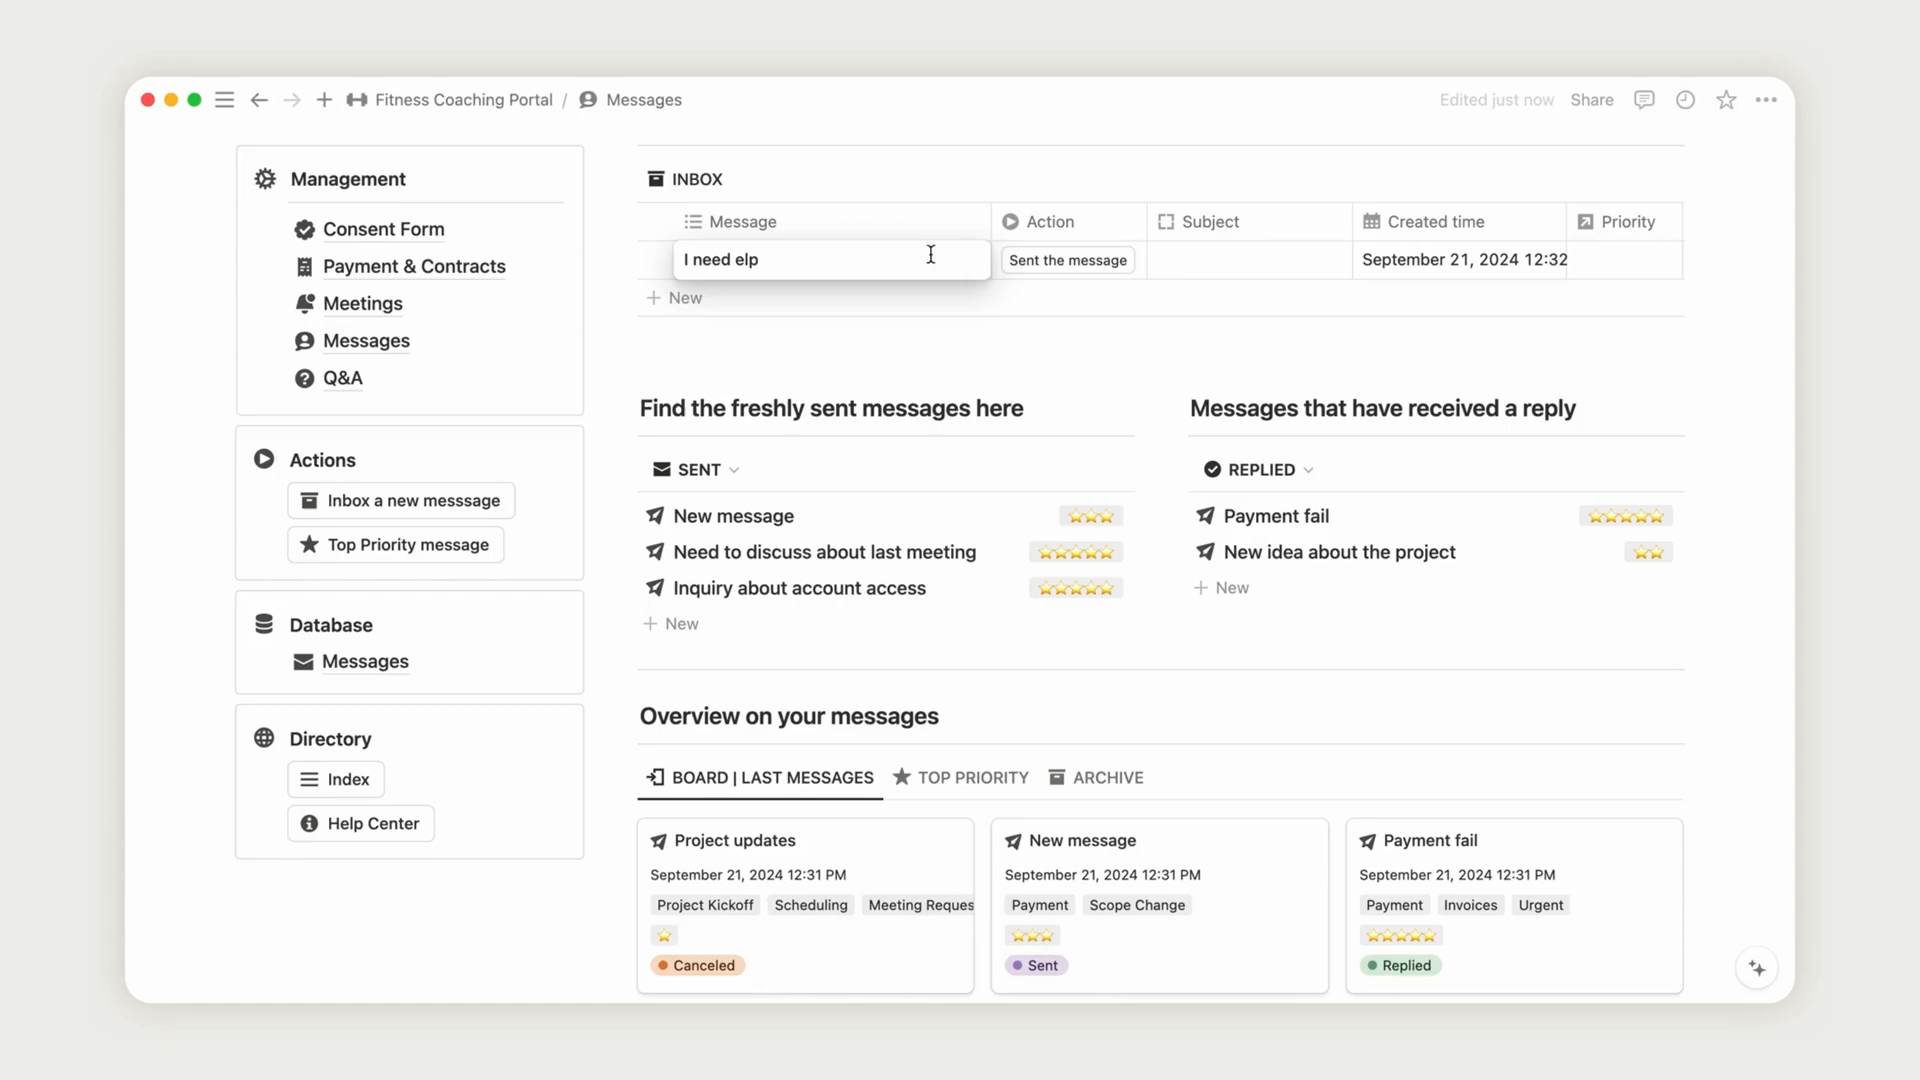 Fitness Coaching Portal / Messages
Edited just now Share
Management
Consent Form
Payment & Contracts
Meetings
Messages
Q&A
Actions
Inbox a new messsage
Top Priority message
Database
Messages
Directory
Index
Help Center
INBOX
Message Action Subject Created time Priority
I need elp Sent the message September 21, 2024 12:32
New
Find the freshly sent messages here
SENT
New message
Need to discuss about last meeting
Inquiry about account access
New
Messages that have received a reply
REPLIED
Payment fail
New idea about the project
New
Overview on your messages
BOARD | LAST MESSAGES TOP PRIORITY ARCHIVE
Project updates
September 21, 2024 12:31 PM
Project Kickoff Scheduling Meeting Reques
Canceled
New message
September 21, 2024 12:31 PM
Payment Scope Change
Sent
Payment fail
September 21, 2024 12:31 PM
Payment Invoices Urgent
Replied